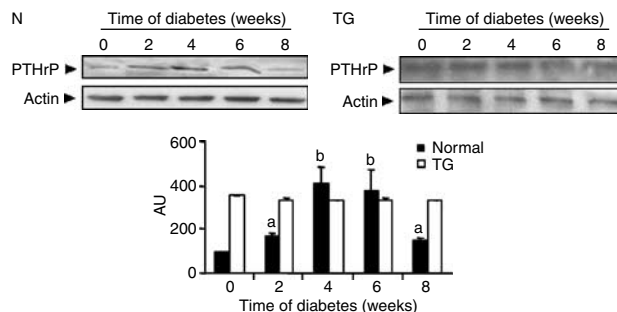 N Time of diabetes (weeks) TG Time of diabetes (weeks)
0 2 4 6 8 0 2 4 6 8
PTHrP PTHrP
Actin Actin
600
400
200
0
AU
b b
a a
Normal
TG
0 2 4 6 8
Time of diabetes (weeks)